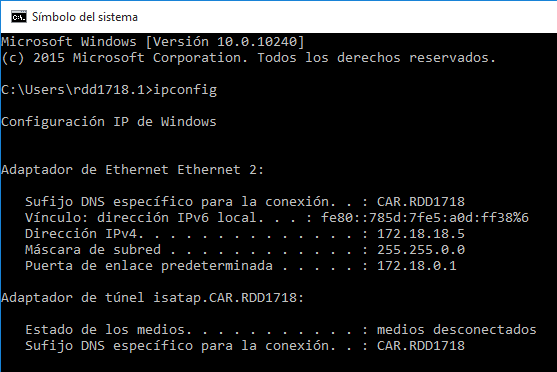 Símbolo del sistema
Microsoft Windows [Versión 10.0.10240]
(c) 2015 Microsoft Corporation. Todos los derechos reservados.
C:\Users\rdd1718.1>ipconfig
Configuración IP de Windows
Adaptador de Ethernet Ethernet 2:
Sufijo DNS específico para la conexión. . : CAR.RDD1718
Vínculo: dirección IPv6 local. . . : fe80::785d:7fe5:a0d:ff38%6
Dirección IPv4. . . . . . . . . . . . . . : 172.18.18.5
Máscara de subred . . . . . . . . . . . . : 255.255.0.0
Puerta de enlace predeterminada . . . . . : 172.18.0.1
Adaptador de túnel isatap.CAR.RDD1718:
Estado de los medios. . . . . . . . . . . : medios desconectados
Sufijo DNS específico para la conexión. . : CAR.RDD1718